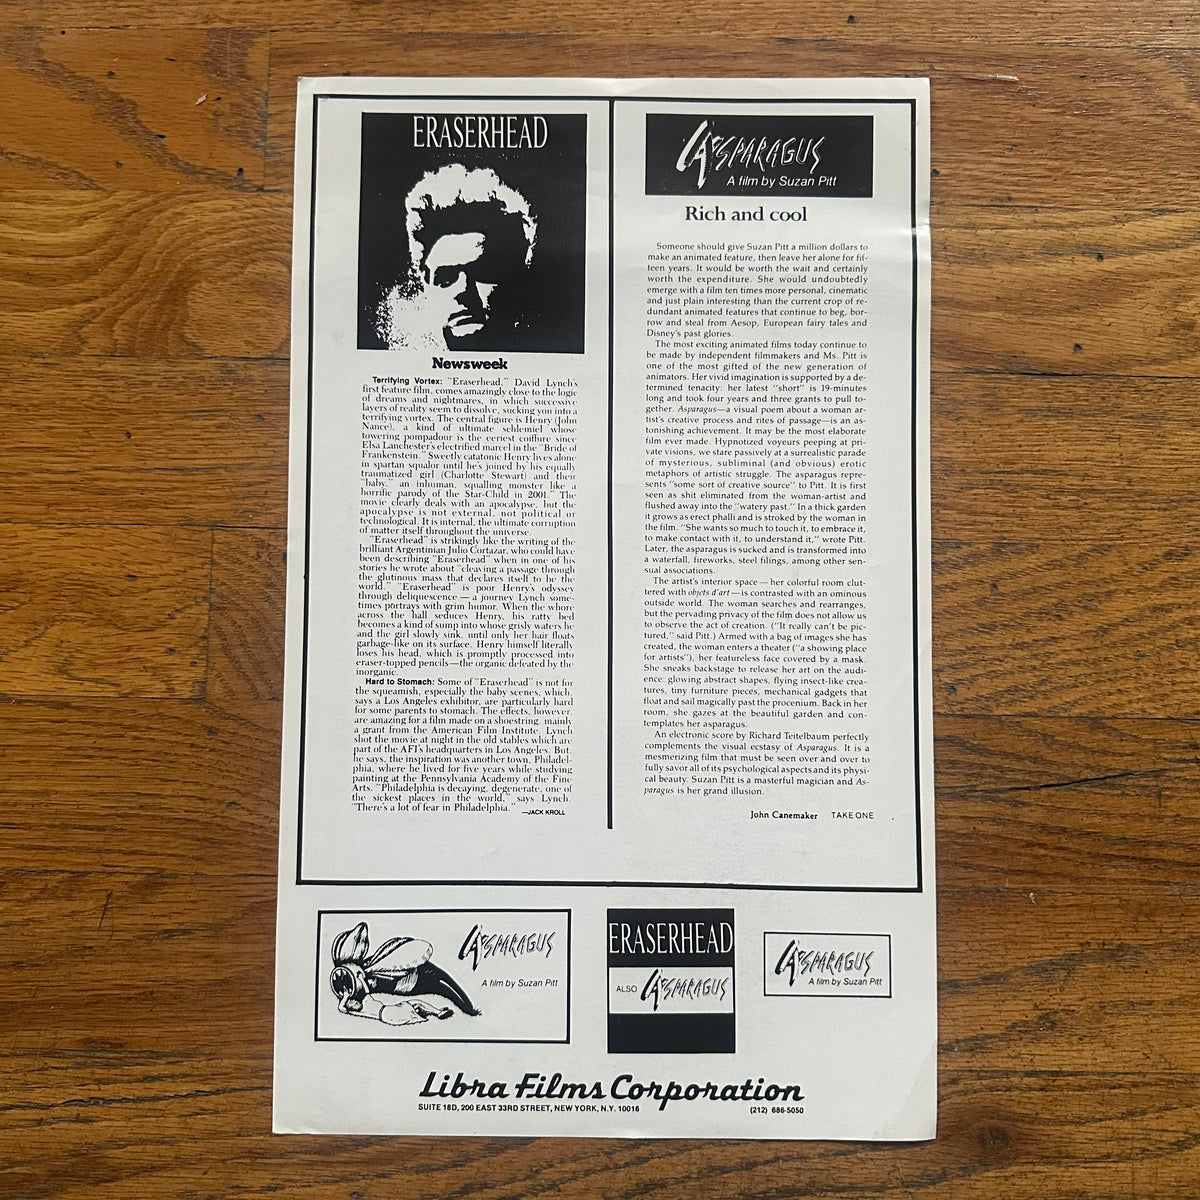 ERASERHEAD
Newsweek
Terrifying Vortex: "Eraserhead," David Lynch's
first feature film, comes amazingly close to the logic
of dreams and nightmares, in which successive
layers of reality seem to dissolve, sucking you into a
terrifying vortex. The central figure is Henry (John
Nance), a kind of ultimate schlemiel whose
towering pompadour is the eeriest coiffure since
Elsa Lanchester's electrified marcel in the "Bride of
Frankenstein." Sweetly catatonic Henry lives alone
in spartan squalor until he's joined by his equally
traumatized girl (Charlotte Stewart) and their
"baby," an inhuman, squalling monster like a
horrific parody of the Star-Child in 2001." The
movie clearly deals with an apocalypse, but the
apocalypse is not external, not political or
technological. It is internal, the ultimate corruption
of matter itself throughout the universe.
"Eraserhead" is strikingly like the writing of the
brilliant Argentinian Julio Cortazar, who could have
been describing "Eraserhead" when in one of his
stories he wrote about "cleaving a passage through
the glutinous mass that declares itself to be the
world." "Eraserhead" is poor Henry's odyssey
through deliquescence — a journey Lynch some-
times portrays with grim humor. When the whore
across the hall seduces Henry, his ratty bed
becomes a kind of sump into whose grisly waters he
and the girl slowly sink, until only her hair floats
garbage-like on its surface. Henry himself literally
loses his head, which is promptly processed into
eraser-topped pencils—the organic defeated by the
inorganic.
Hard to Stomach: Some of "Eraserhead" is not for
the squeamish, especially the baby scenes, which,
says a Los Angeles exhibitor, are particularly hard
for some parents to stomach. The effects, however,
are amazing for a film made on a shoestring, mainly
a grant from the American Film Institute. Lynch
shot the movie at night in the old stables which are
part of the AFI's headquarters in Los Angeles. But,
he says, the inspiration was another town, Philadel-
phia, where he lived for five years while studying
painting at the Pennsylvania Academy of the Fine
Arts. "Philadelphia is decaying, degenerate, one of
the sickest places in the world," says Lynch.
"There's a lot of fear in Philadelphia."
—JACK KROLL
ASPARAGUS
A film by Suzan Pitt
Rich and cool
Someone should give Suzan Pitt a million dollars to
make an animated feature, then leave her alone for fif-
teen years. It would be worth the wait and certainly
worth the expenditure. She would undoubtedly
emerge with a film ten times more personal, cinematic
and just plain interesting than the current crop of re-
dundant animated features that continue to beg, bor-
row and steal from Aesop, European fairy tales and
Disney's past glories.
The most exciting animated films today continue to
be made by independent filmmakers and Ms. Pitt is
one of the most gifted of the new generation of
animators. Her vivid imagination is supported by a de-
termined tenacity: her latest "short" is 19-minutes
long and took four years and three grants to pull to-
gether. Asparagus—a visual poem about a woman ar-
tist's creative process and rites of passage—is an as-
tonishing achievement. It may be the most elaborate
film ever made. Hypnotized voyeurs peeping at pri-
vate visions, we stare passively at a surrealistic parade
of mysterious, subliminal (and obvious) erotic
metaphors of artistic struggle. The asparagus repre-
sents "some sort of creative source" to Pitt. It is first
seen as shit eliminated from the woman-artist and
flushed away into the "watery past." In a thick garden
it grows as erect phalli and is stroked by the woman in
the film. "She wants so much to touch it, to embrace it,
to make contact with it, to understand it," wrote Pitt.
Later, the asparagus is sucked and is transformed into
a waterfall, fireworks, steel filings, among other sen-
sual associations.
The artist's interior space — her colorful room clut-
tered with objets d'art — is contrasted with an ominous
outside world. The woman searches and rearranges,
but the pervading privacy of the film does not allow us
to observe the act of creation. ("It really can't be pic-
tured," said Pitt.) Armed with a bag of images she has
created, the woman enters a theater ("a showing place
for artists"), her featureless face covered by a mask.
She sneaks backstage to release her art on the audi-
ence: glowing abstract shapes, flying insect-like crea-
tures, tiny furniture pieces, mechanical gadgets that
float and sail magically past the procenium. Back in her
room, she gazes at the beautiful garden and con-
templates her asparagus.
An electronic score by Richard Teitelbaum perfectly
complements the visual ecstasy of Asparagus. It is a
mesmerizing film that must be seen over and over to
fully savor all of its psychological aspects and its physi-
cal beauty. Suzan Pitt is a masterful magician and As-
paragus is her grand illusion.
John Canemaker TAKE ONE
ASPARAGUS
A film by Suzan Pitt
ERASERHEAD
ALSO ASPARAGUS
ASPARAGUS
A film by Suzan Pitt
Libra Films Corporation
SUITE 18D, 200 EAST 33RD STREET, NEW YORK, N.Y. 10016 (212) 686-5050